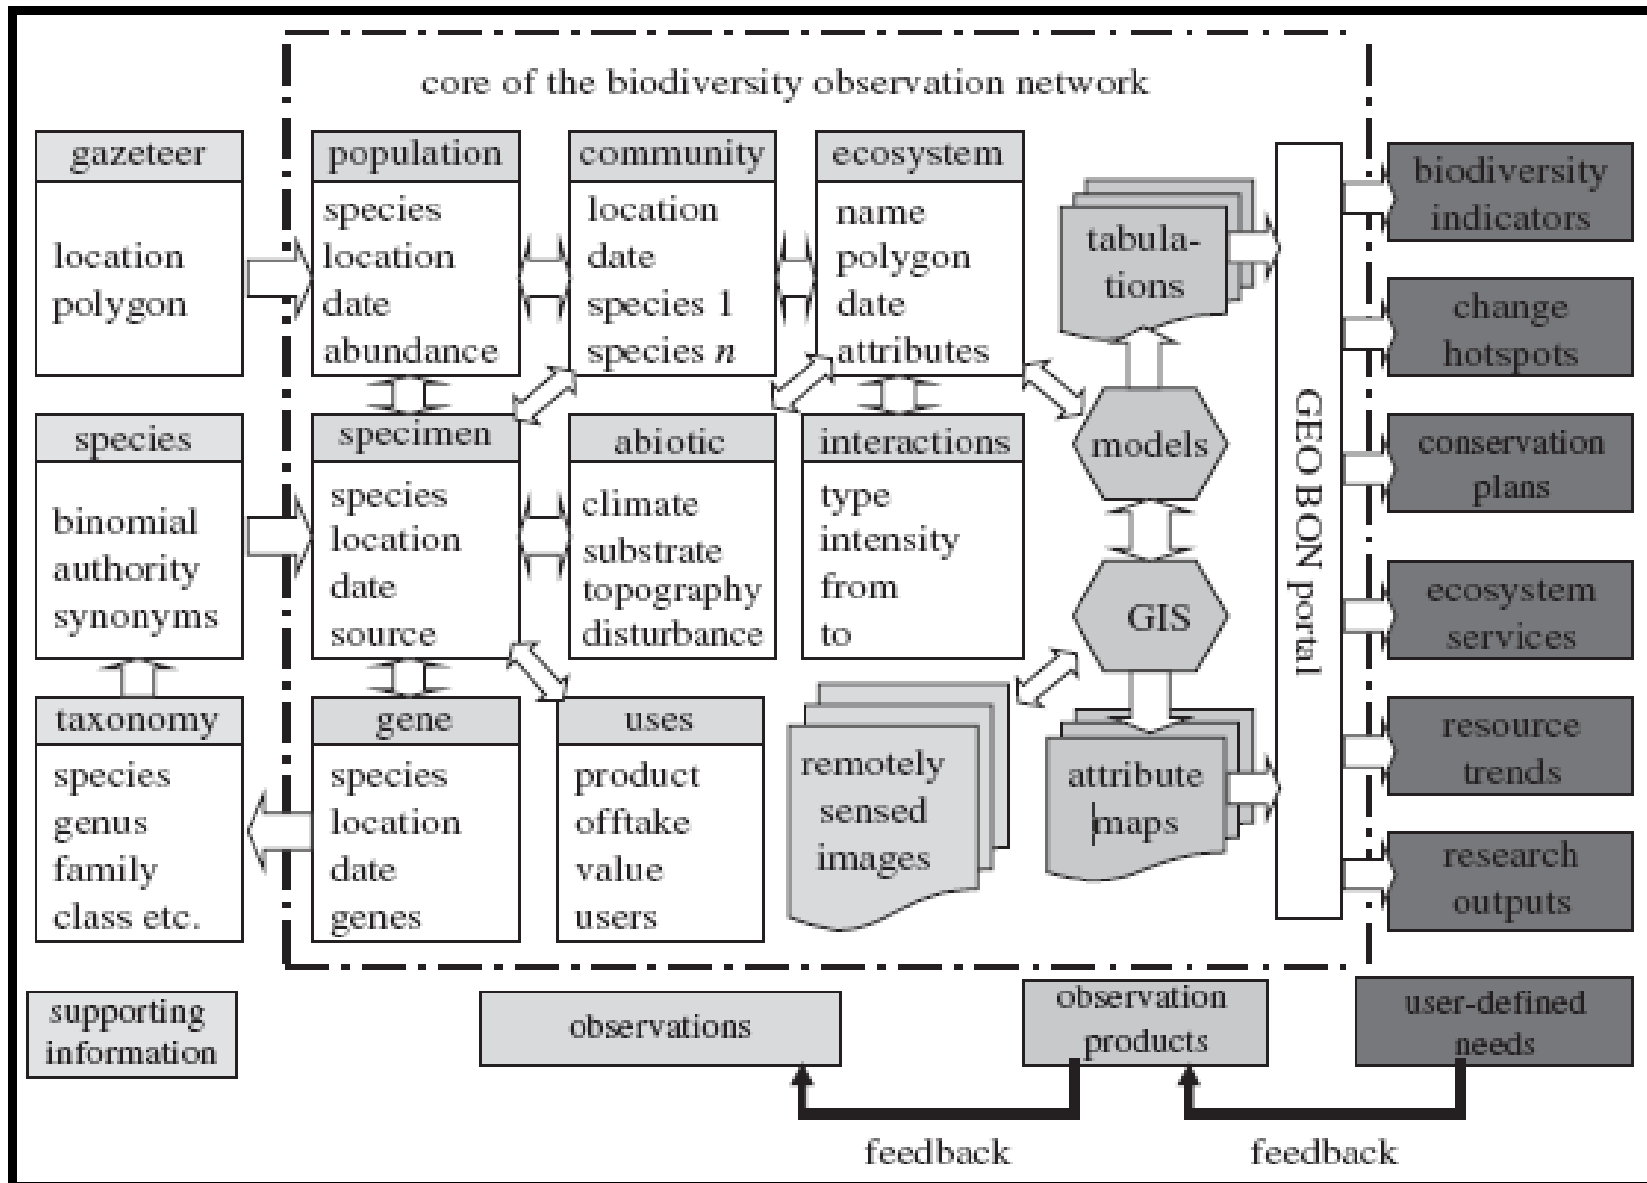 core of the biodiversity observation network
gazeteer
location
polygon
population
species
location
date
abundance
community
location
date
species 1
species n
ecosystem
name
polygon
date
attributes
tabula-
tions
species
binomial
authority
synonyms
specimen
species
location
date
source
abiotic
climate
substrate
topography
disturbance
interactions
type
intensity
from
to
models
GIS
taxonomy
species
genus
family
class etc.
gene
species
location
date
genes
uses
product
offtake
value
users
remotely
sensed
images
attribute
maps
GEO BON portal
biodiversity
indicators
change
hotspots
conservation
plans
ecosystem
services
resource
trends
research
outputs
supporting
information
observations
observation
products
user-defined
needs
feedback
feedback